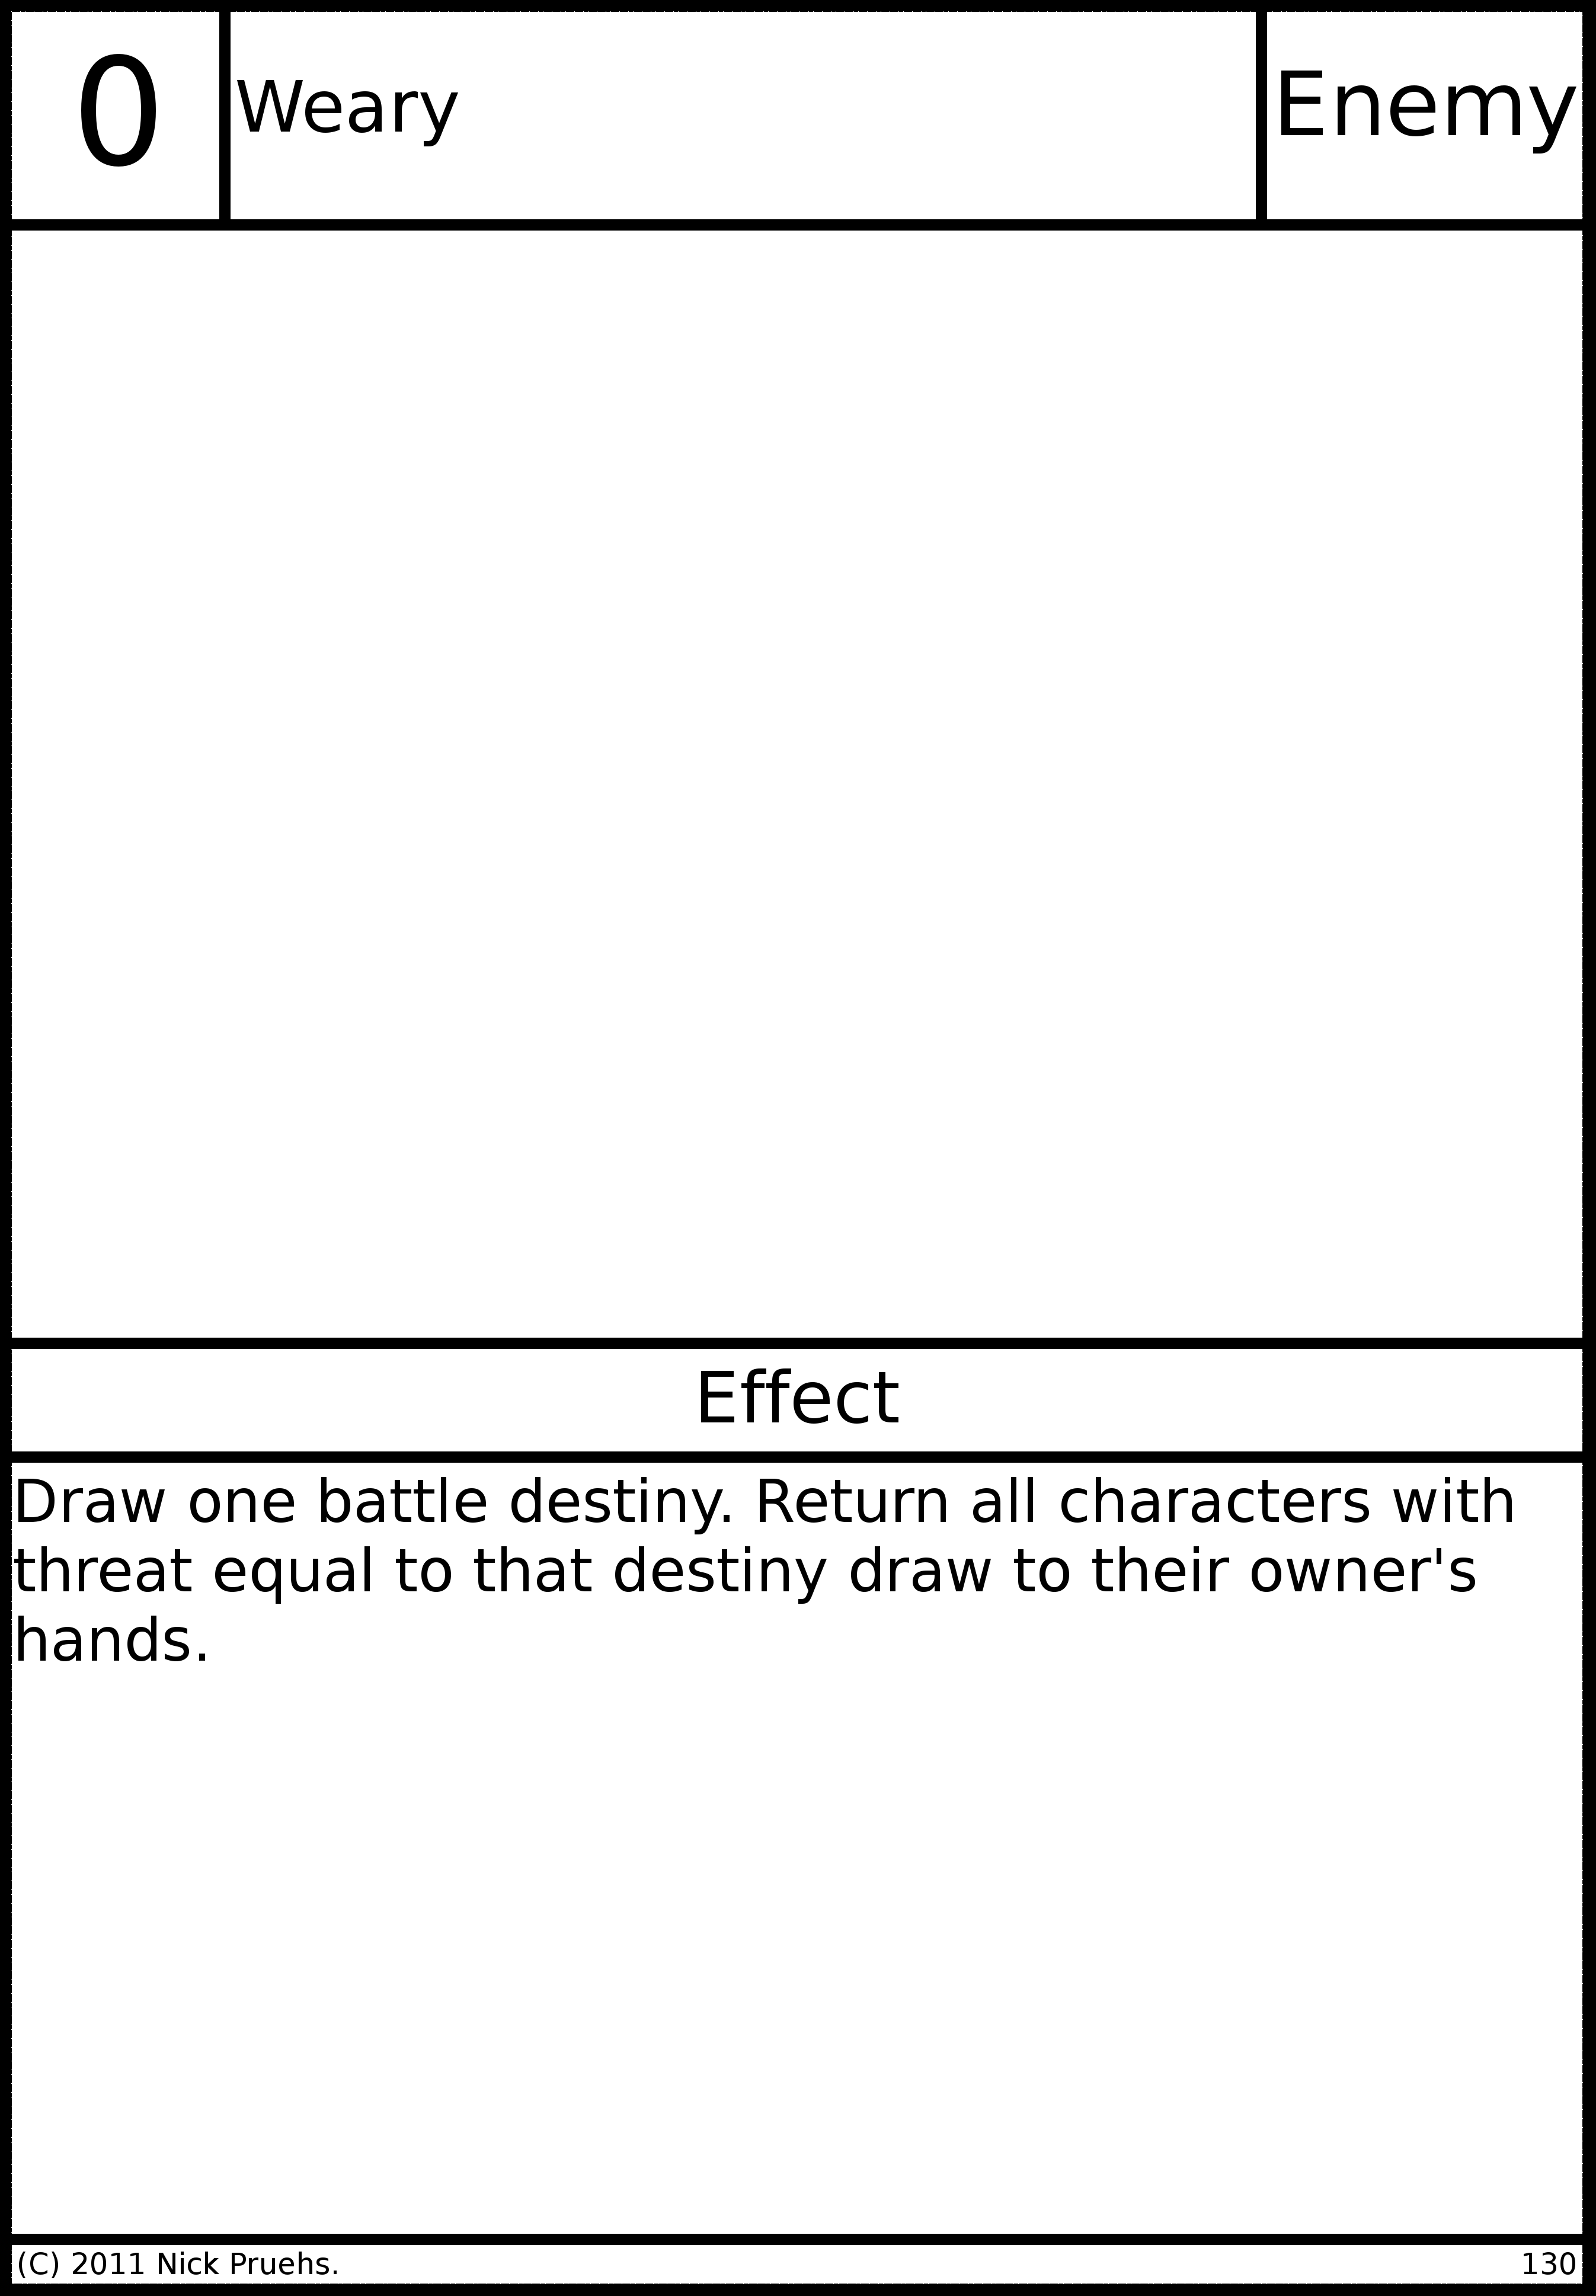 0
Weary
Enemy
Effect
Draw one battle destiny. Return all characters with
threat equal to that destiny draw to their owner's
hands.
(C) 2011 Nick Pruehs.
130